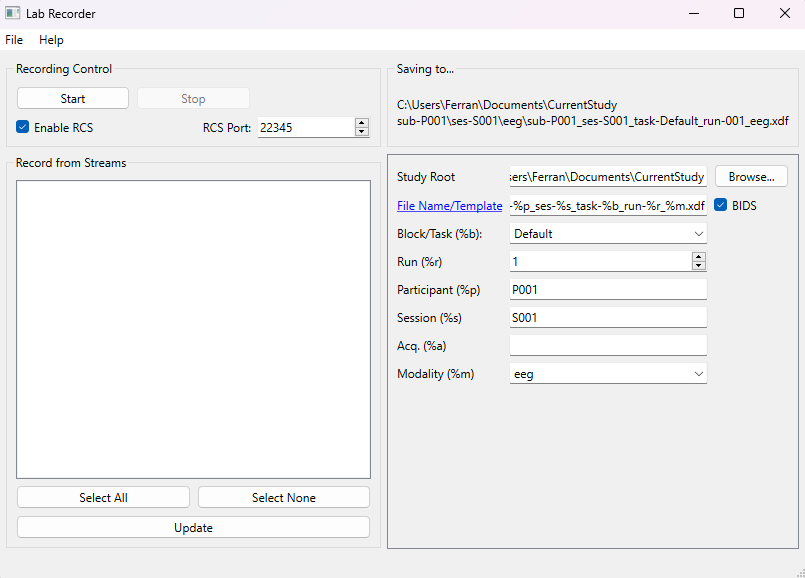 Lab Recorder
File Help
Recording Control
Start Stop
Enable RCS RCS Port: 22345
Record from Streams
Select All Select None
Update
Saving to...
C:\Users\Ferran\Documents\CurrentStudy
sub-P001\ses-S001\eeg\sub-P001_ses-S001_task-Default_run-001_eeg.xdf
Study Root sers\Ferran\Documents\CurrentStudy Browse...
File Name/Template -%p_ses-%s_task-%b_run-%r_%m.xdf BIDS
Block/Task (%b): Default
Run (%r) 1
Participant (%p) P001
Session (%s) S001
Acq. (%a)
Modality (%m) eeg